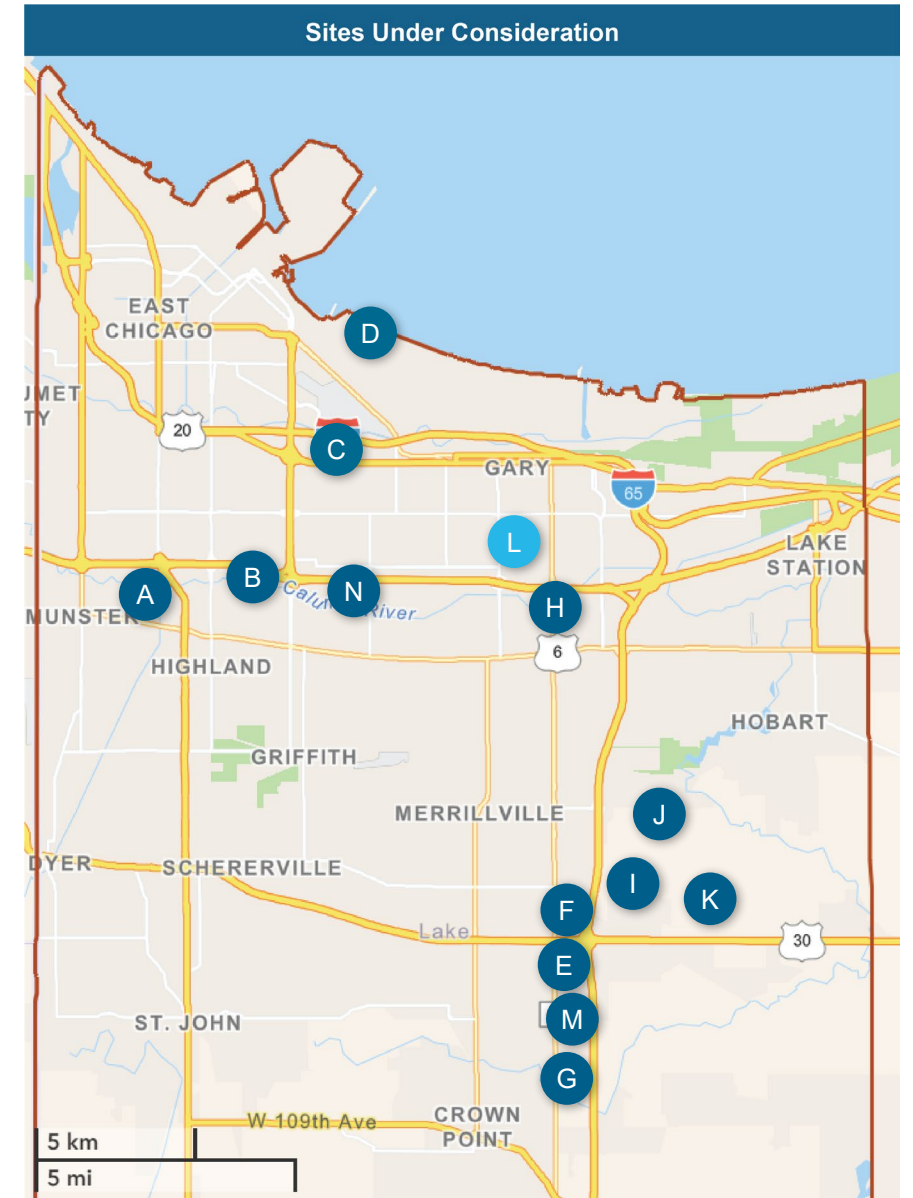 Sites Under Consideration
EAST
CHICAGO
D
UMET
TY
20
C
GARY
65
L
LAKE
STATION
A
B
N
H
Calu
River
MUNSTER
6
HIGHLAND
HOBART
GRIFFITH
MERRILLVILLE
J
DYER
SCHERERVILLE
I
K
F
Lake
30
E
ST. JOHN
M
G
W 109th Ave
CROWN
POINT
5 km
5 mi